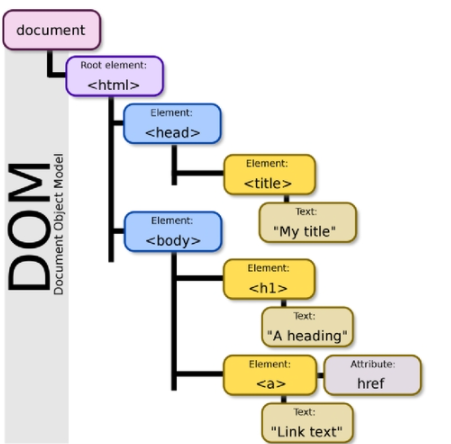 document
Root element:
<html>
Element:
<head>
Element:
<title>
Text:
"My title"
Element:
<body>
Element:
<h1>
Text:
"A heading"
Element:
<a>
Attribute:
href
Text:
"Link text"
DOM
Document Object Model